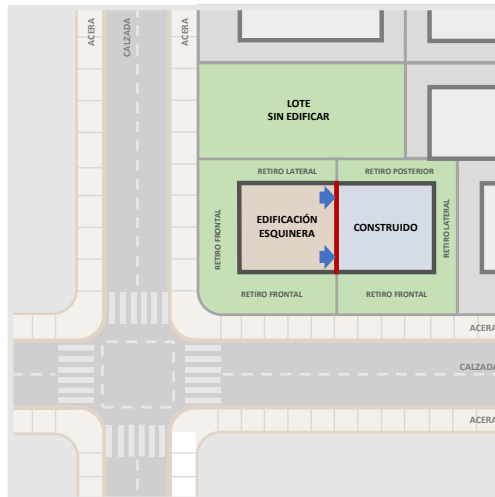 ACERA
CALZADA
ACERA
LOTE
SIN EDIFICAR
RETIRO LATERAL
RETIRO POSTERIOR
RETIRO FRONTAL
EDIFICACIÓN
ESQUINERA
CONSTRUIDO
RETIRO LATERAL
RETIRO FRONTAL
RETIRO FRONTAL
ACERA
CALZADA
ACERA